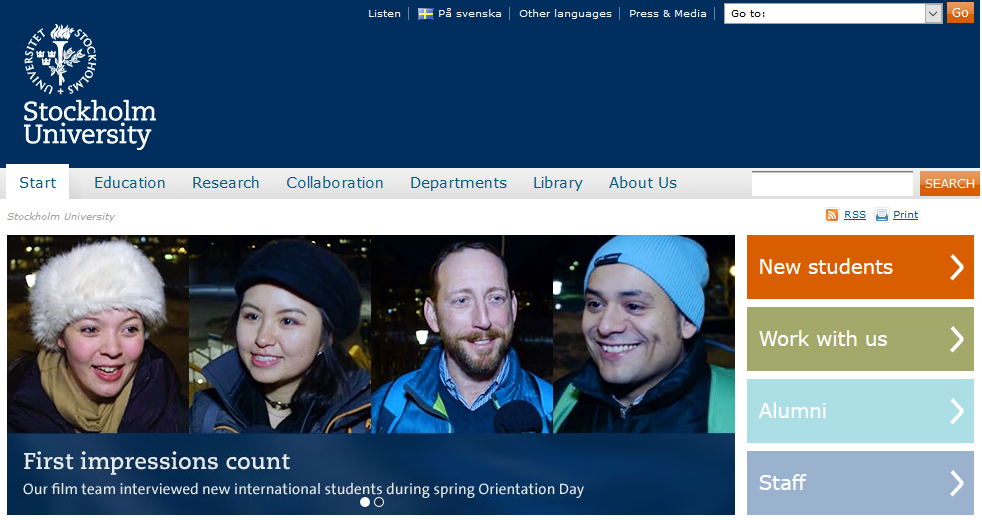 Listen
På svenska
Other languages
Press & Media
Go to:
Go
STOCKHOLMS UNIVERSITET
Stockholm
University
Start
Education
Research
Collaboration
Departments
Library
About Us
SEARCH
Stockholm University
RSS
Print
New students
Work with us
Alumni
Staff
First impressions count
Our film team interviewed new international students during spring Orientation Day